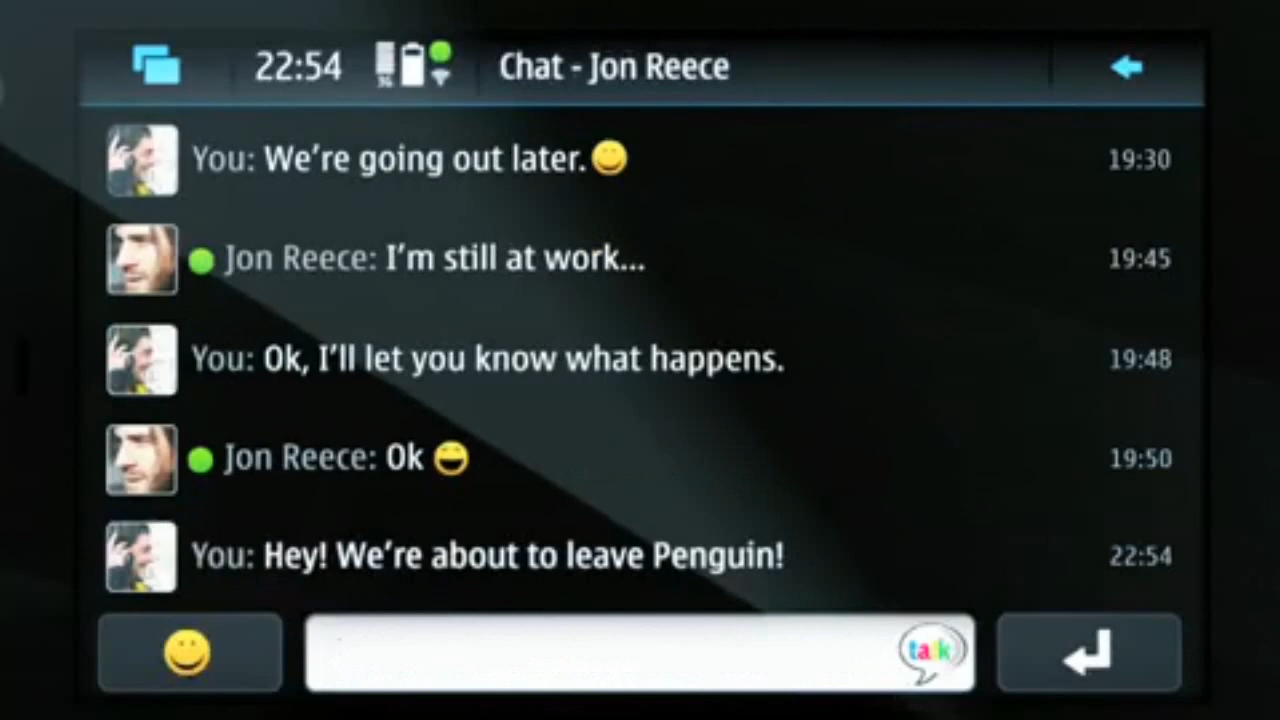 22:54 Chat - Jon Reece
You: We're going out later. 19:30
Jon Reece: I'm still at work... 19:45
You: Ok, I'll let you know what happens. 19:48
Jon Reece: Ok 19:50
You: Hey! We're about to leave Penguin! 22:54
talk